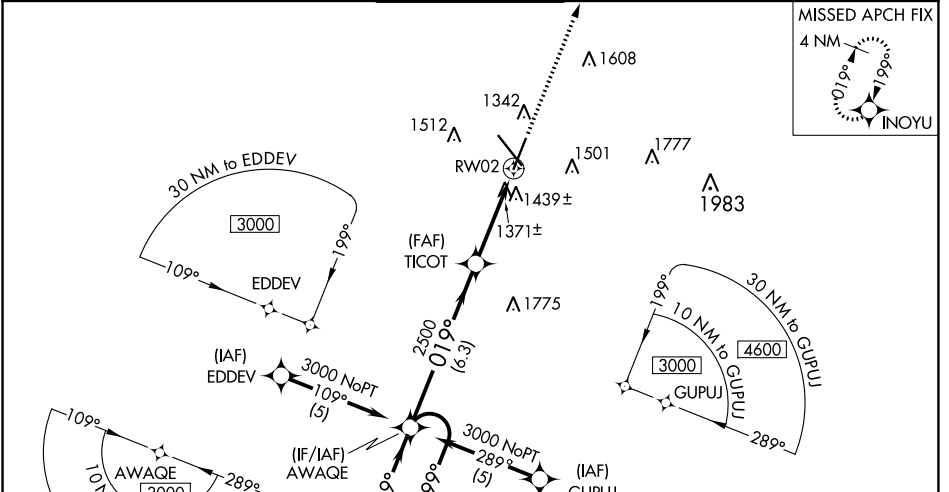 MISSED APCH FIX
4 NM
019°
199°
INOYU
1608
1342
1512
RW02
1501
1777
1983
1439±
1371±
30 NM to EDDEV
3000
199°
109°
EDDEV
(FAF)
TICOT
1775
2500
019°
(6.3)
30 NM to GUPUJ
4600
10 NM to GUPUJ
3000
199°
GUPUJ
289°
(IAF)
EDDEV
3000 NoPT
109°
(5)
(IF/IAF)
AWAQE
3000 NoPT
289°
(5)
(IAF)
109°
AWAQE
289°